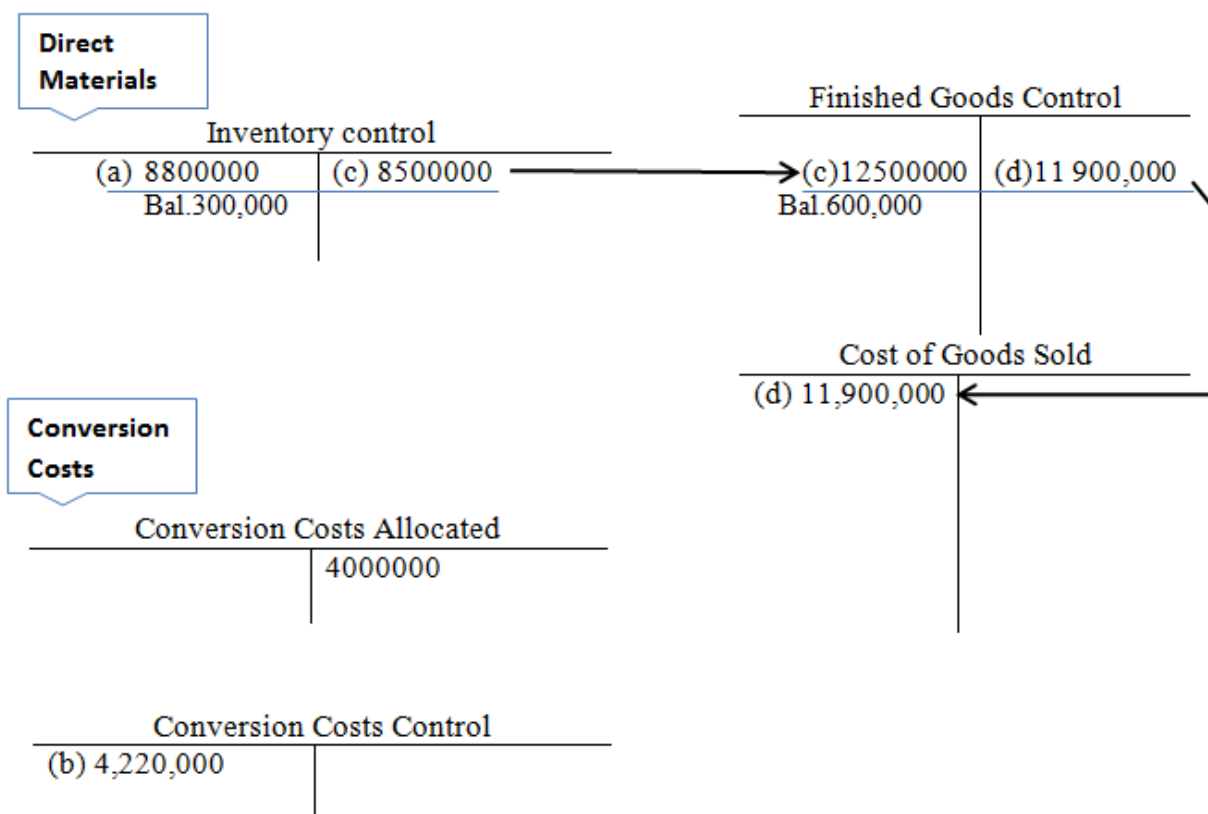 Direct
Materials
Finished Goods Control
Inventory control
(a) 8800000 (c) 8500000
(c)12500000 (d)11 900,000
Bal.300,000
Bal.600,000
Cost of Goods Sold
(d) 11,900,000
Conversion
Costs
Conversion Costs Allocated
4000000
Conversion Costs Control
(b) 4,220,000